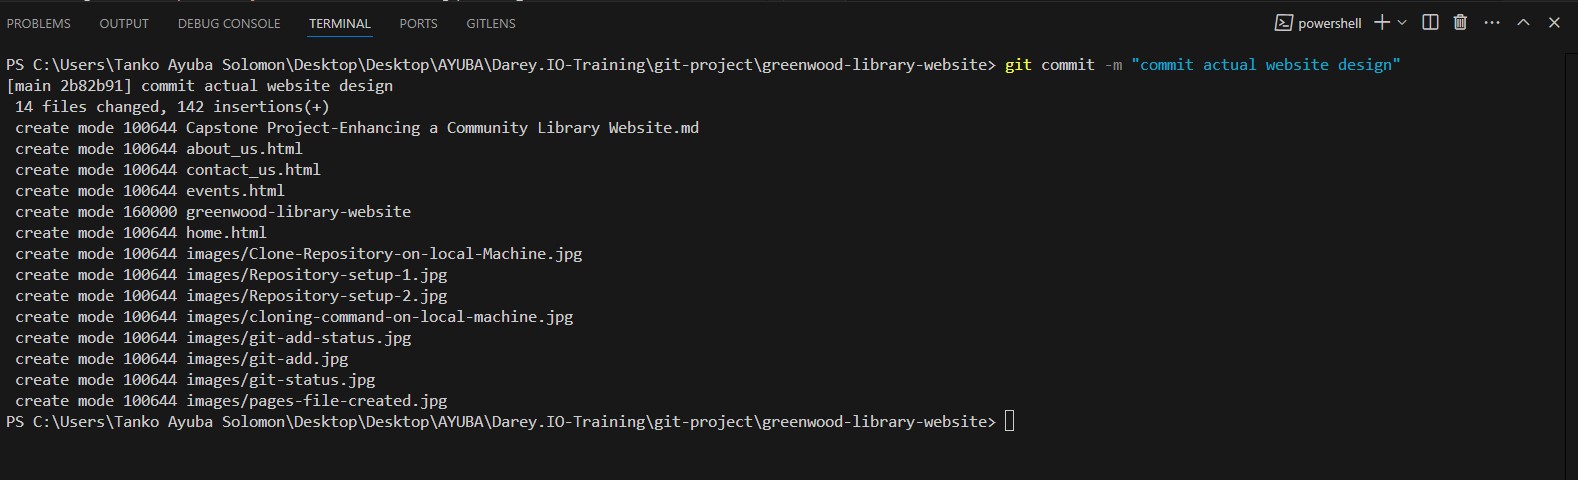 PROBLEMS OUTPUT DEBUG CONSOLE TERMINAL PORTS GITLENS powershell
PS C:\Users\Tanko Ayuba Solomon\Desktop\Desktop\AYUBA\Darey.IO-Training\git-project\greenwood-library-website> git commit -m "commit actual website design"
[main 2b82b91] commit actual website design
 14 files changed, 142 insertions(+)
 create mode 100644 Capstone Project-Enhancing a Community Library Website.md
 create mode 100644 about_us.html
 create mode 100644 contact_us.html
 create mode 100644 events.html
 create mode 160000 greenwood-library-website
 create mode 100644 home.html
 create mode 100644 images/Clone-Repository-on-local-Machine.jpg
 create mode 100644 images/Repository-setup-1.jpg
 create mode 100644 images/Repository-setup-2.jpg
 create mode 100644 images/cloning-command-on-local-machine.jpg
 create mode 100644 images/git-add-status.jpg
 create mode 100644 images/git-add.jpg
 create mode 100644 images/git-status.jpg
 create mode 100644 images/pages-file-created.jpg
PS C:\Users\Tanko Ayuba Solomon\Desktop\Desktop\AYUBA\Darey.IO-Training\git-project\greenwood-library-website>